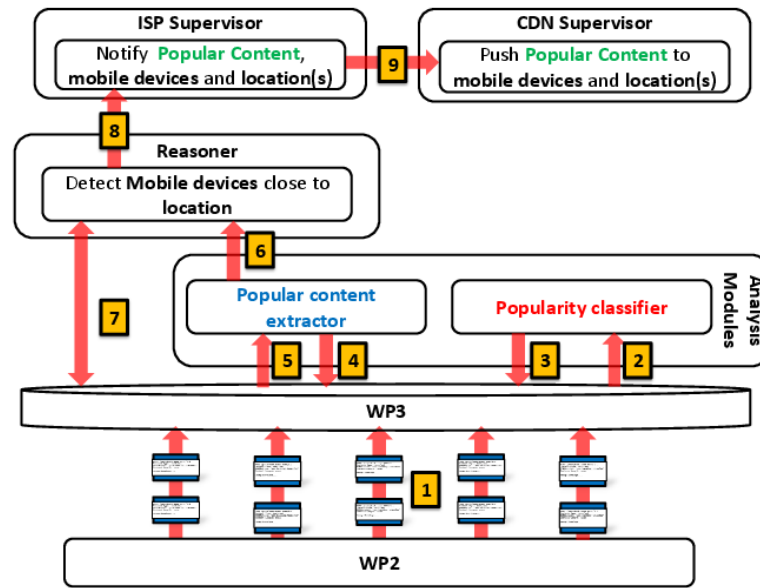 ISP Supervisor
Notify Popular Content,
mobile devices and location(s)
9
CDN Supervisor
Push Popular Content to
mobile devices and location(s)
8
Reasoner
Detect Mobile devices close to
location
6
7
Popular content
extractor
Popularity classifier
Analysis
Modules
5
4
3
2
WP3
1
WP2